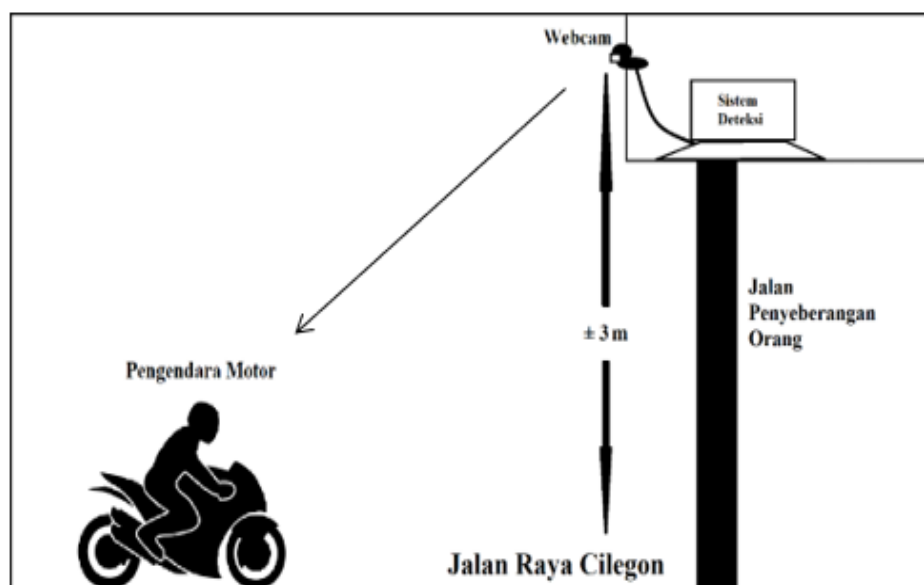 Webcam
Sistem
Deteksi
Jalan
Penyeberangan
Orang
± 3 m
Pengendara Motor
Jalan Raya Cilegon